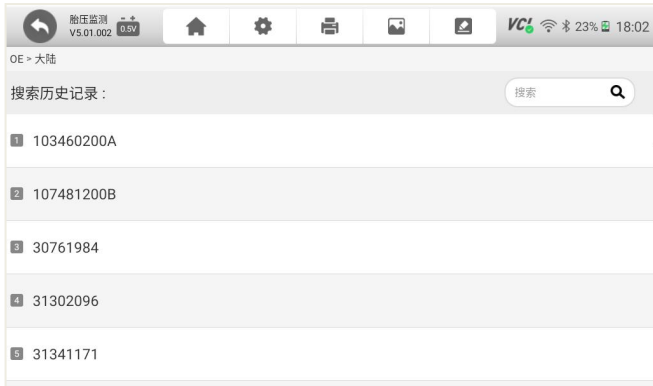 胎压监测
V5.01.002 0.5V VCI 23% 18:02
OE > 大陆
搜索历史记录 : 搜索
1 103460200A
2 107481200B
3 30761984
4 31302096
5 31341171